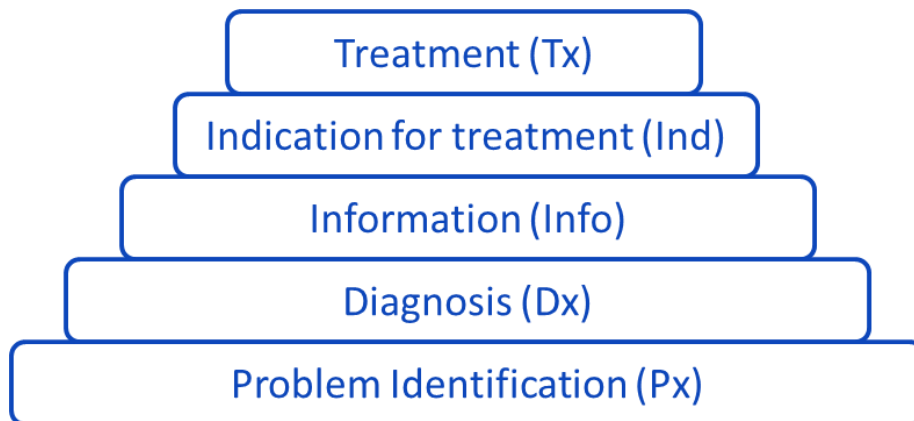 Treatment (Tx)
Indication for treatment (Ind)
Information (Info)
Diagnosis (Dx)
Problem Identification (Px)